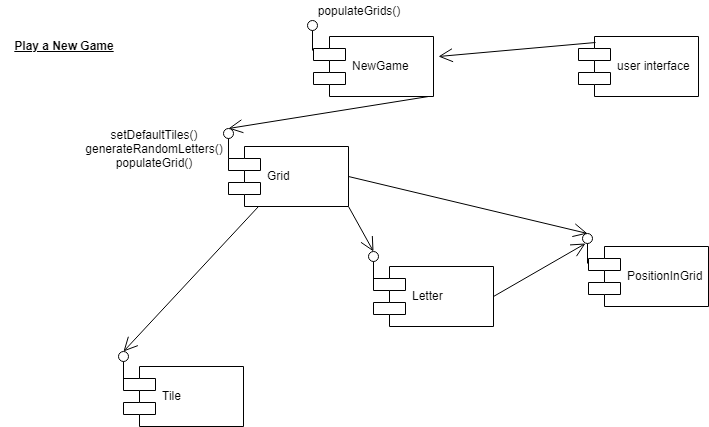 populateGrids()
Play a New Game
NewGame
user interface
setDefaultTiles()
generateRandomLetters()
populateGrid()
Grid
PositionInGrid
Letter
Tile